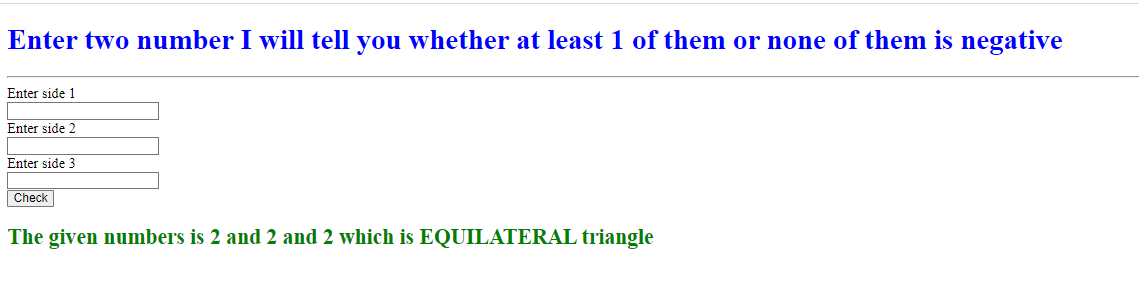 Enter two number I will tell you whether at least 1 of them or none of them is negative
Enter side 1
Enter side 2
Enter side 3
Check
The given numbers is 2 and 2 and 2 which is EQUILATERAL triangle